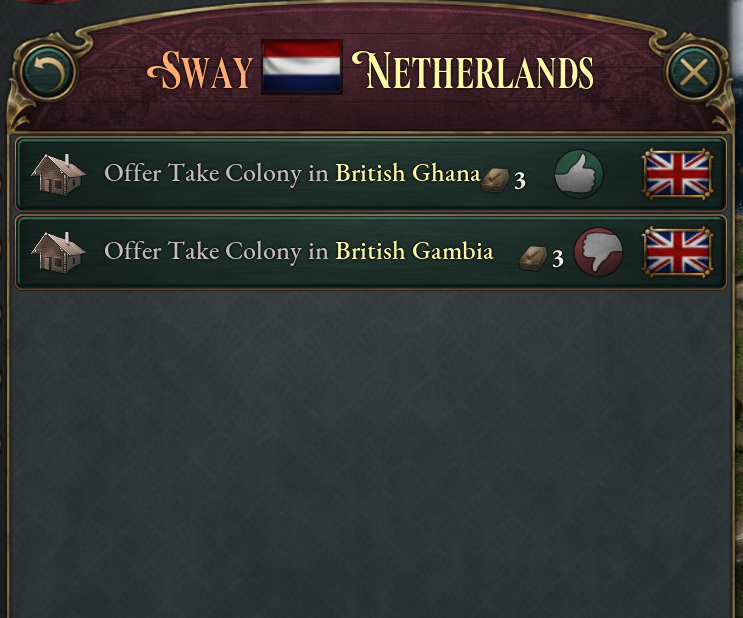 Sway Netherlands
Offer Take Colony in British Ghana 3
Offer Take Colony in British Gambia 3